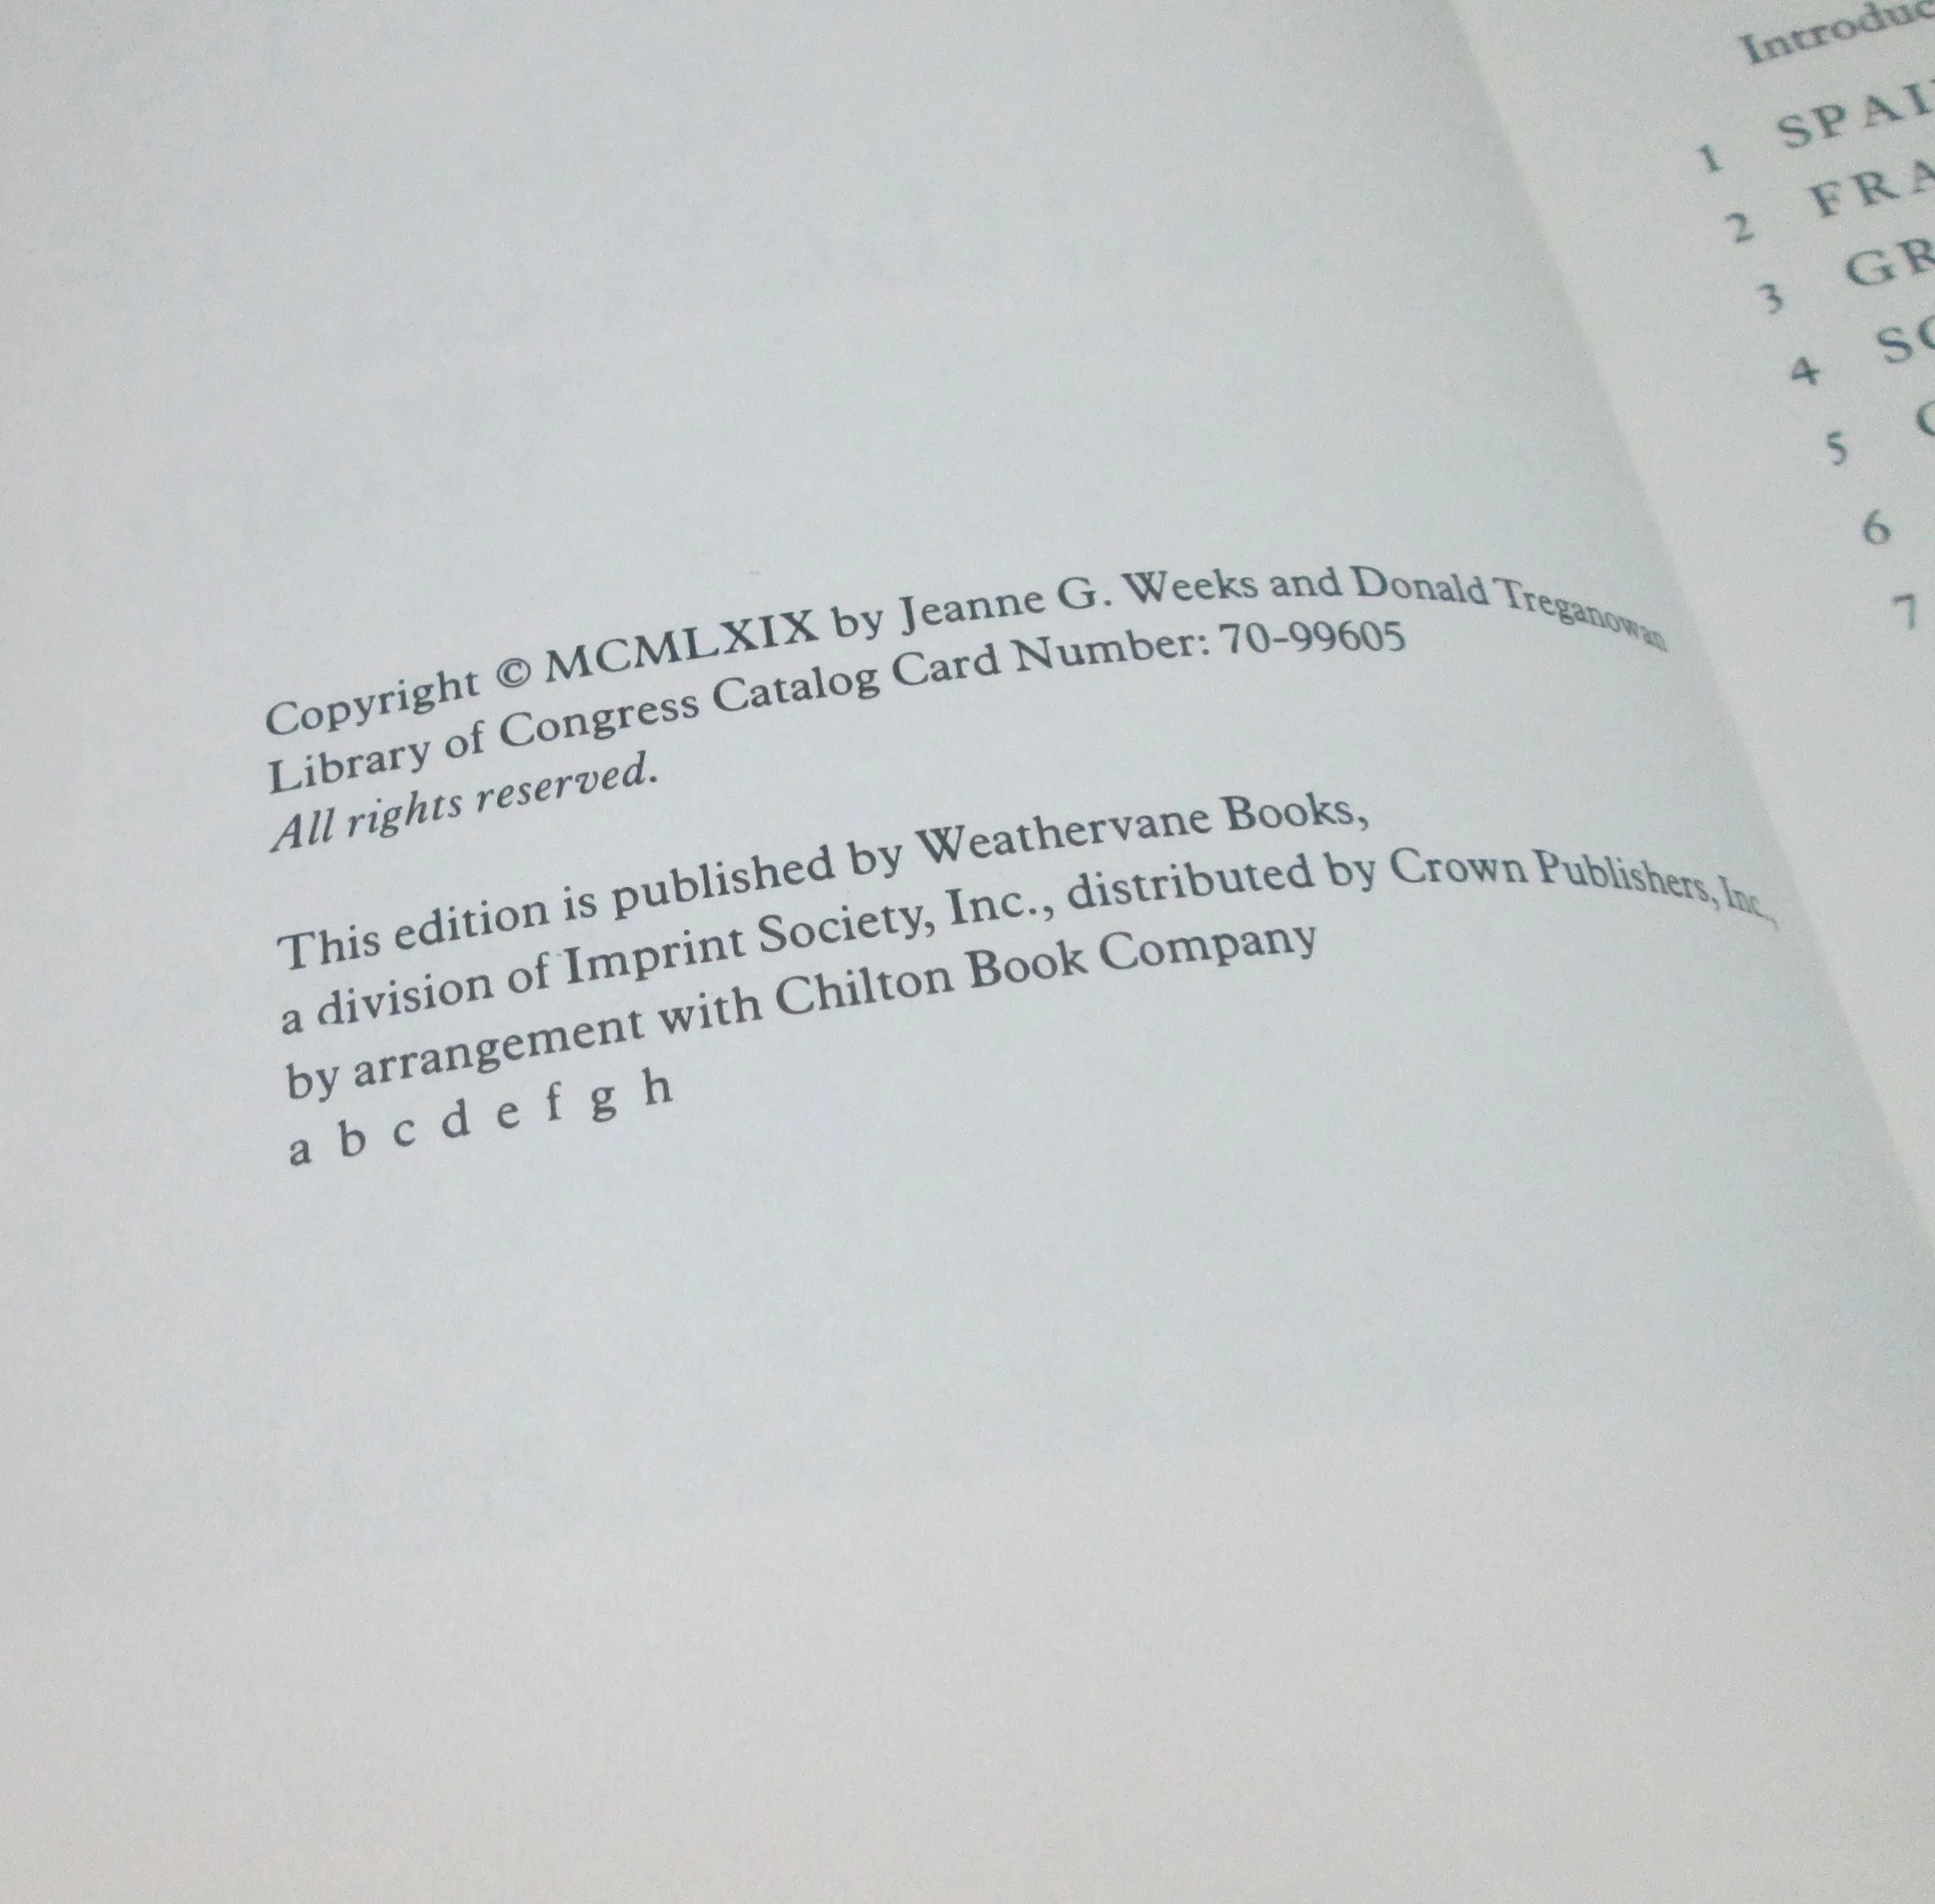 Copyright © MCMLXIX by Jeanne G. Weeks and Donald Treganowan
Library of Congress Catalog Card Number: 70-99605
All rights reserved.
This edition is published by Weathervane Books,
a division of Imprint Society, Inc., distributed by Crown Publishers, Inc.,
by arrangement with Chilton Book Company
a b c d e f g h
Introduc
1 SPAI
2 FRA
3 GR
4 SC
5
6
7